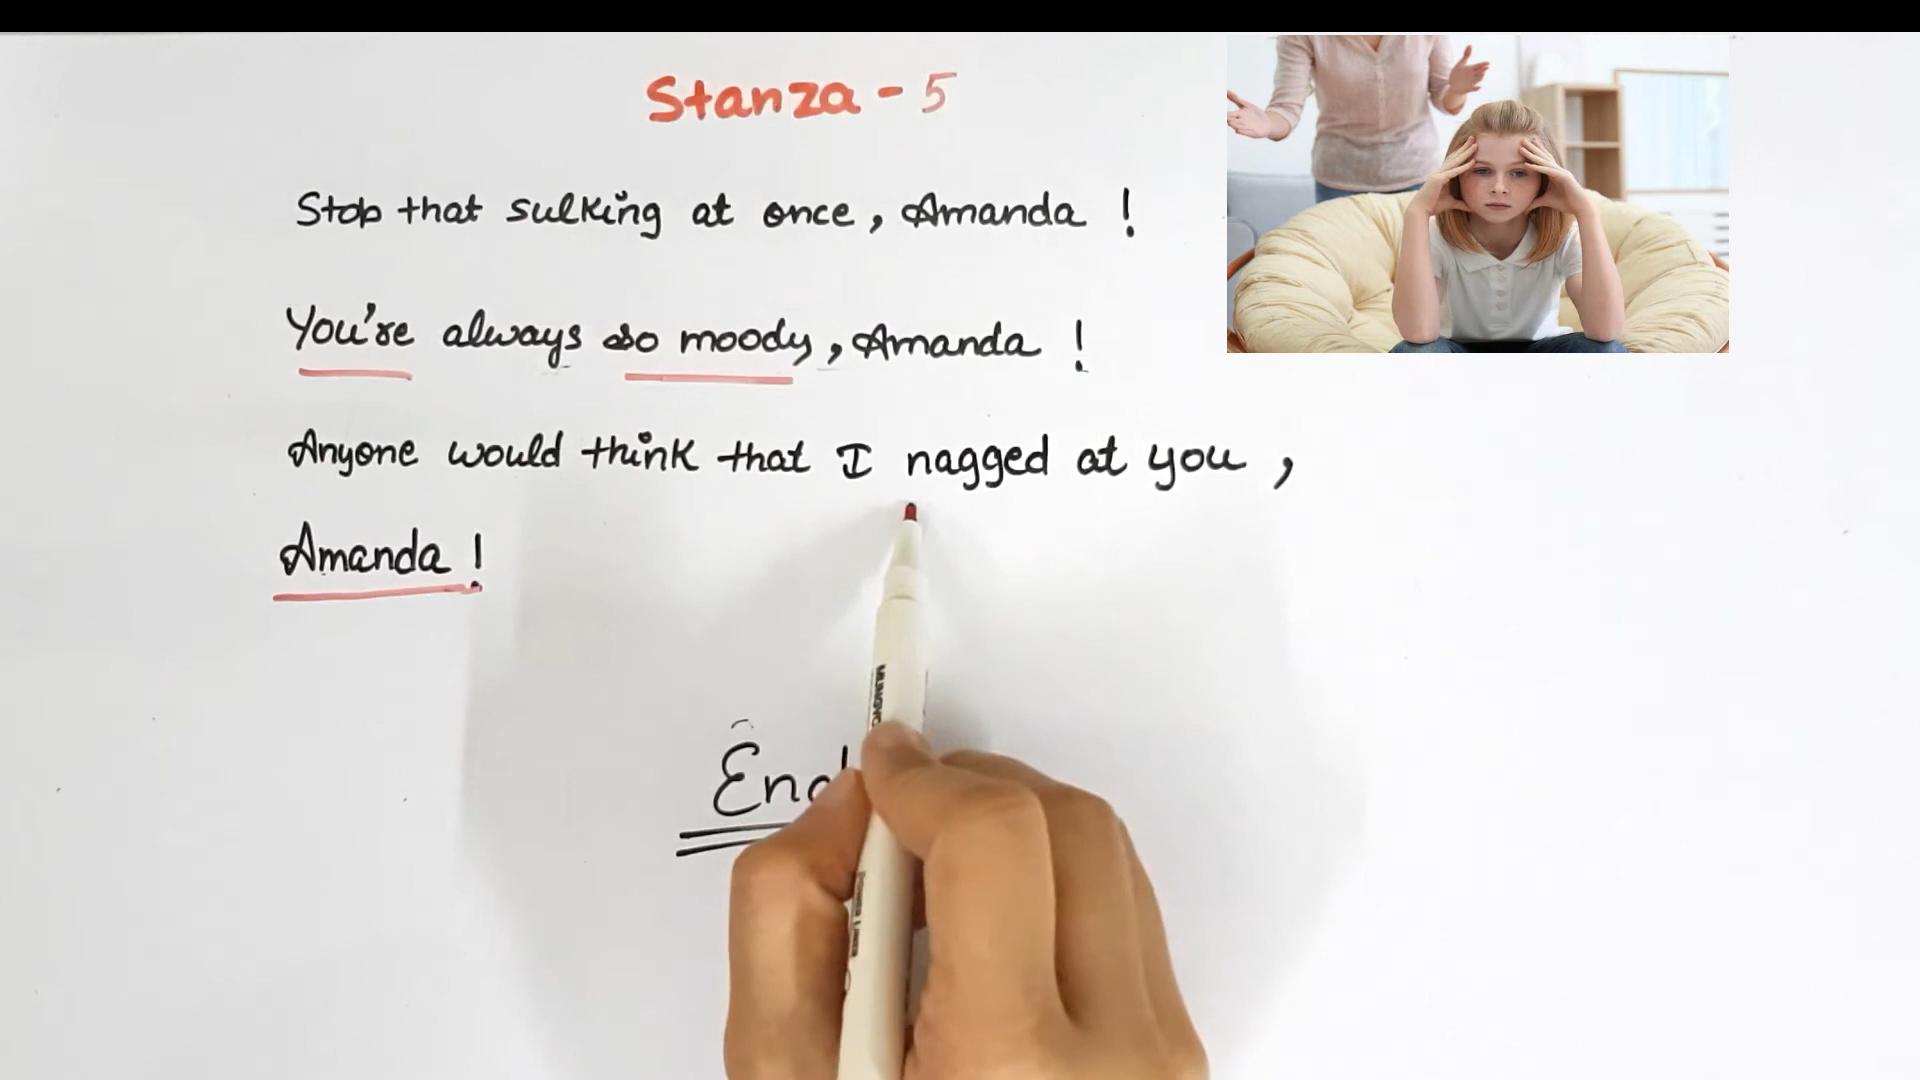 Stanza - 5
Stop that sulking at once, Amanda !
You're always so moody, Amanda !
Anyone would think that I nagged at you,
Amanda !
End